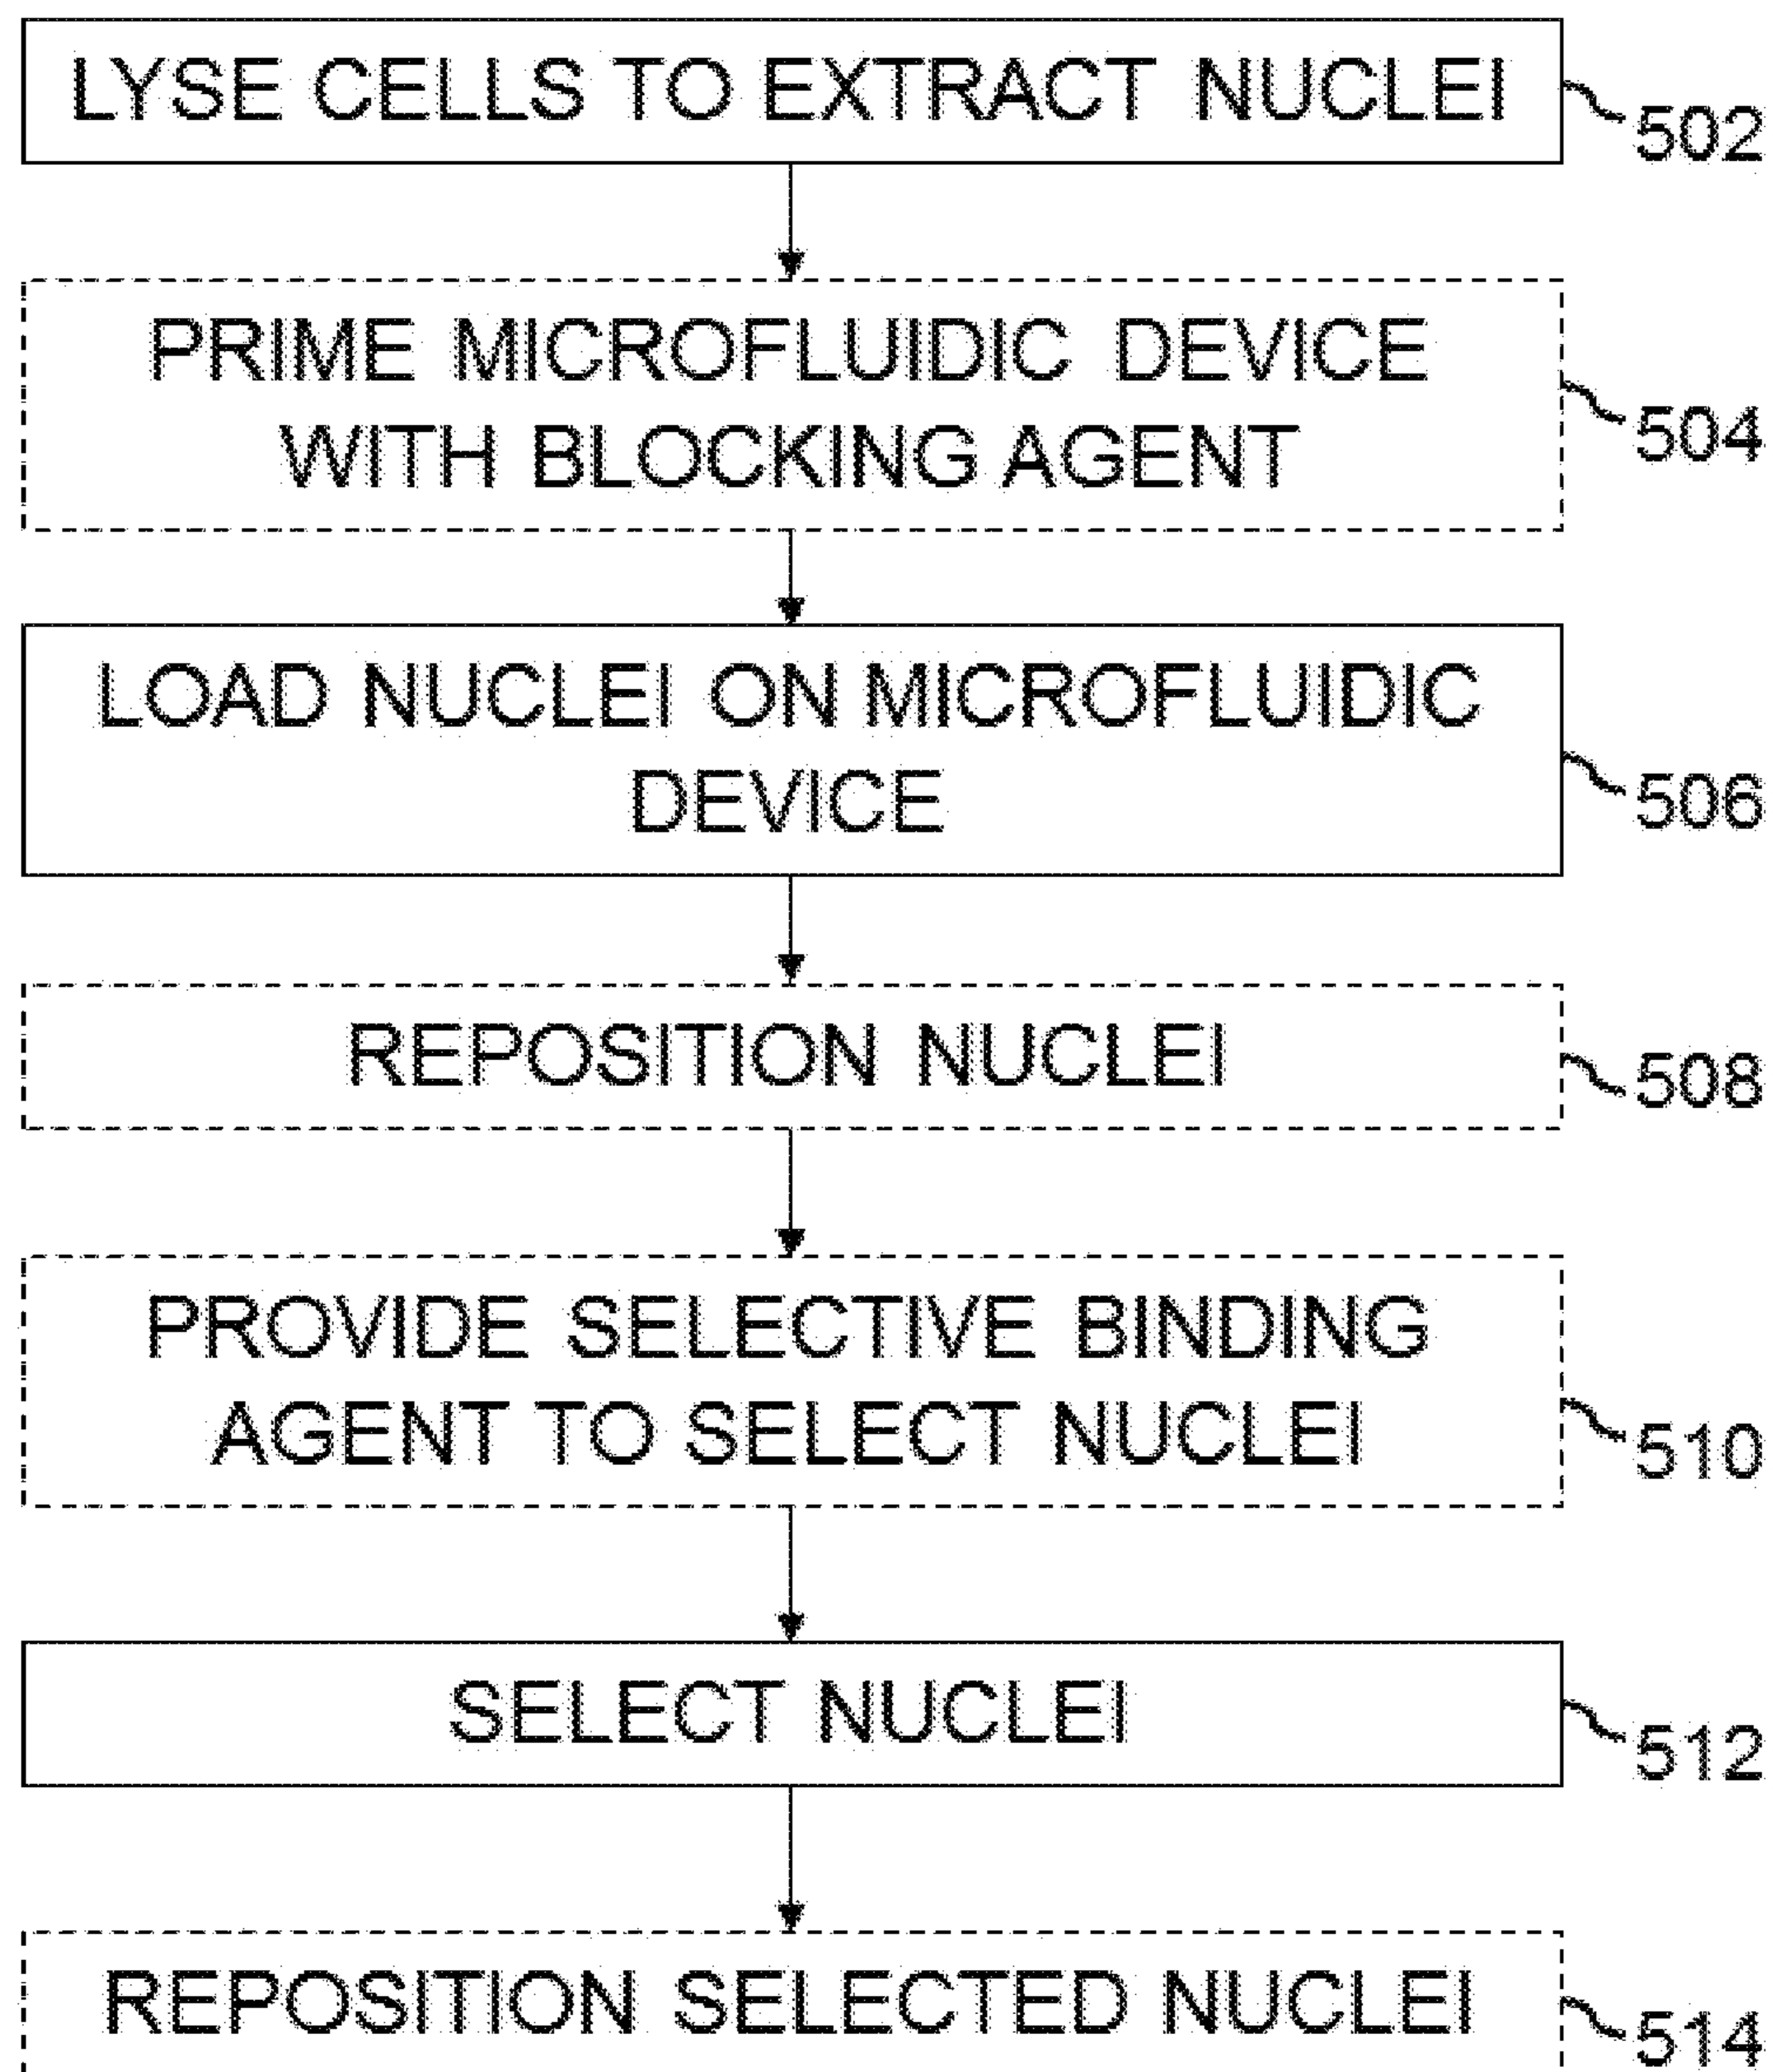 LYSE CELLS TO EXTRACT NUCLEI
502
PRIME MICROFLUIDIC DEVICE
WITH BLOCKING AGENT
504
LOAD NUCLEI ON MICROFLUIDIC
DEVICE
506
REPOSITION NUCLEI
508
PROVIDE SELECTIVE BINDING
AGENT TO SELECT NUCLEI
510
SELECT NUCLEI
512
REPOSITION SELECTED NUCLEI
514